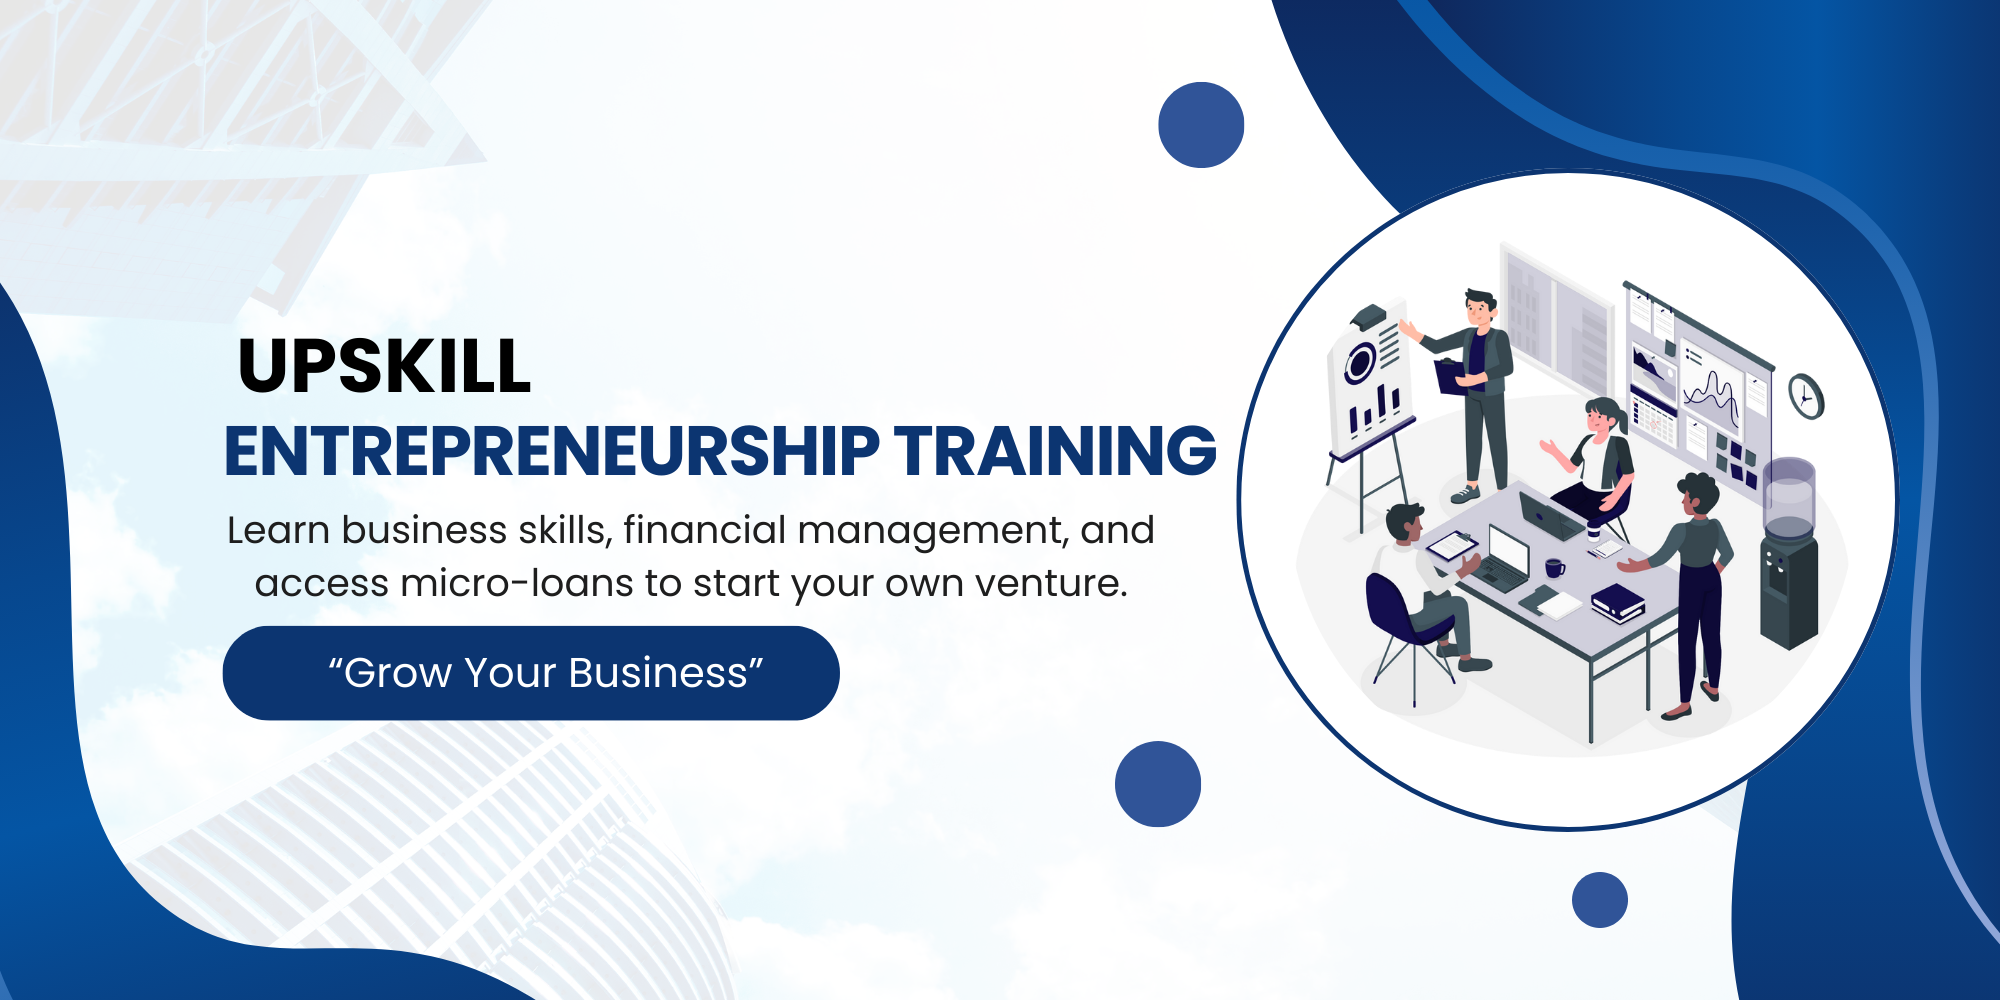 UPSKILL
ENTREPRENEURSHIP TRAINING
Learn business skills, financial management, and
access micro-loans to start your own venture.
“Grow Your Business”